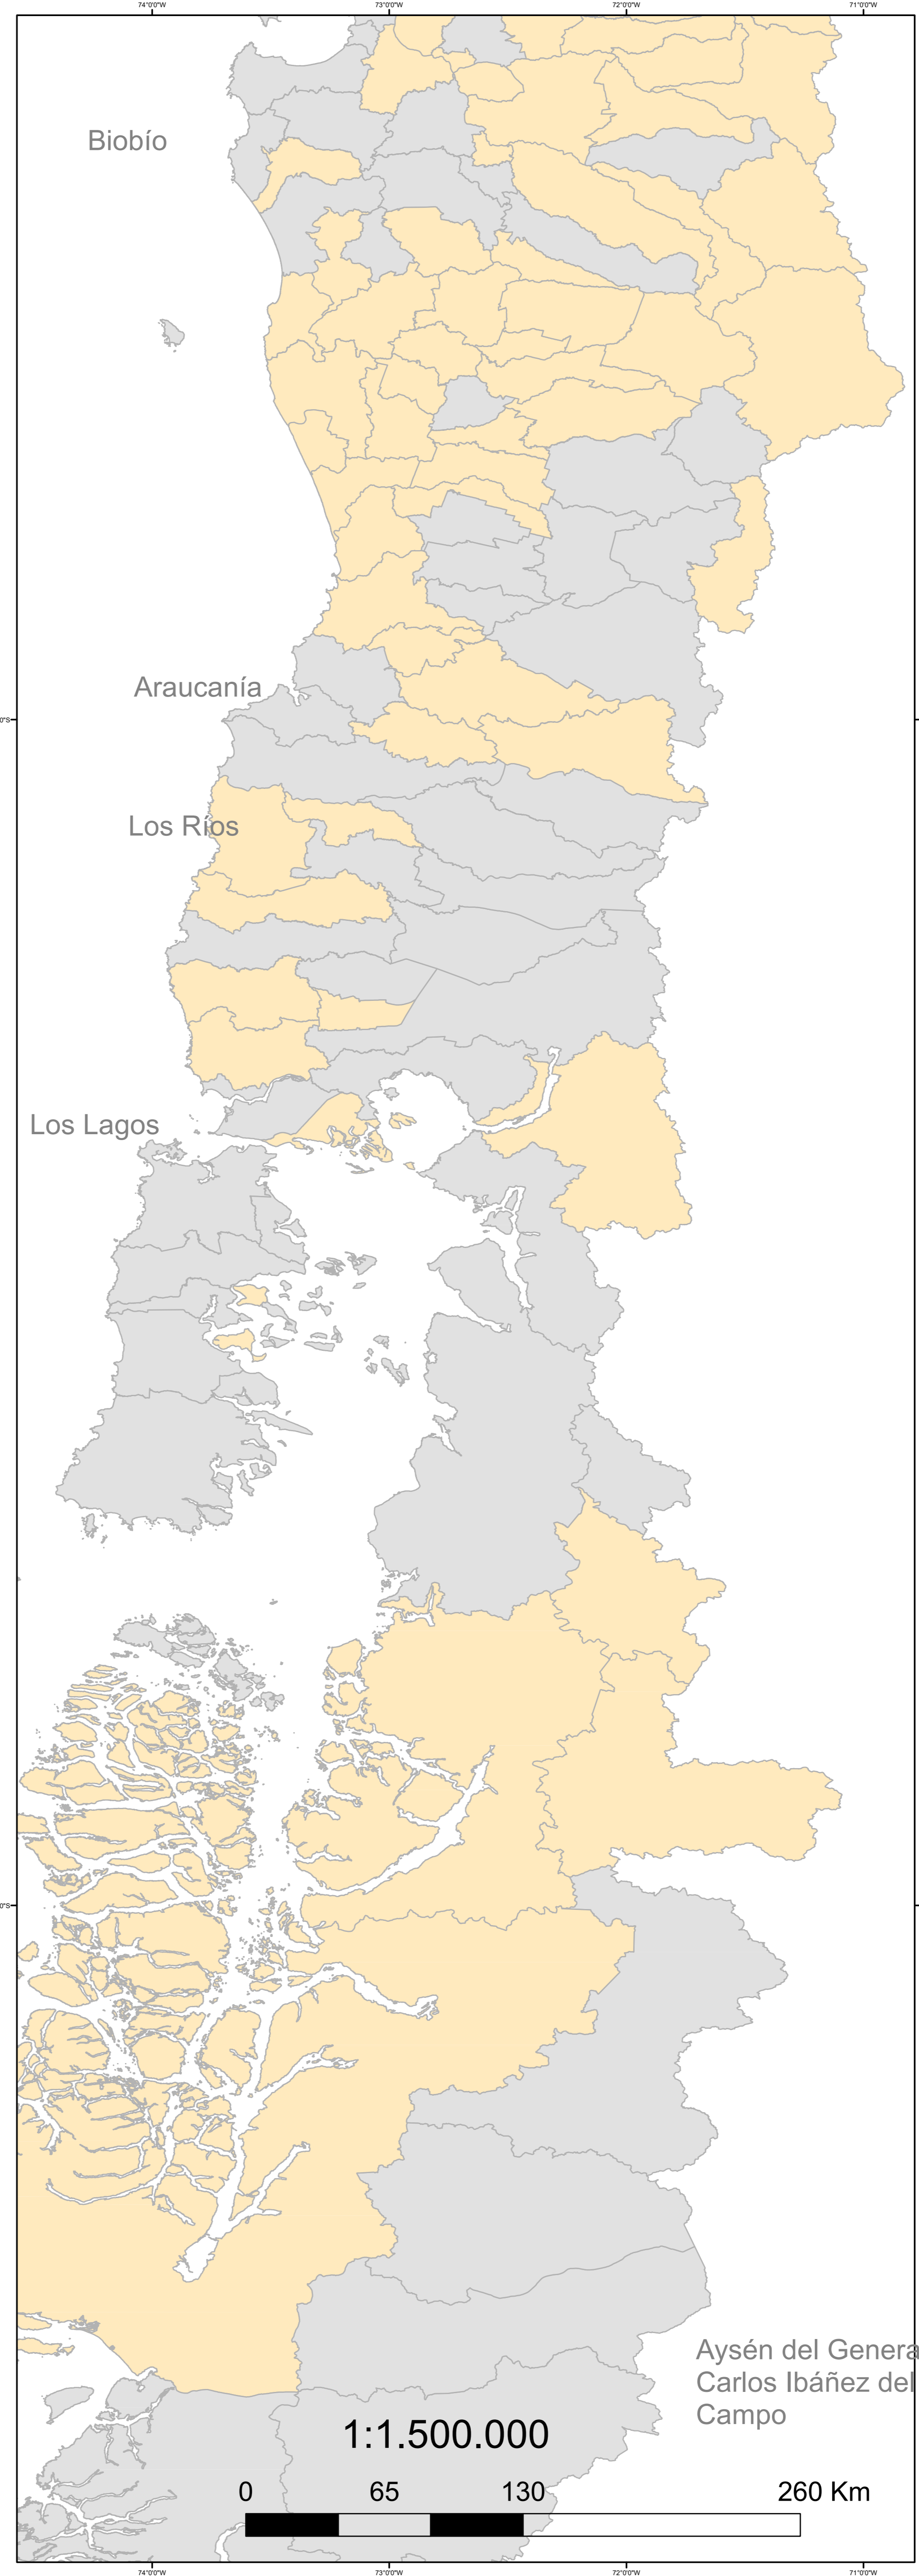 74°0'0"W 73°0'0"W 72°0'0"W 71°0'0"W
Biobío
Araucanía
0"S
Los Ríos
Los Lagos
0"S
Aysén del Genera
Carlos Ibáñez del
Campo
1:1.500.000
0 65 130 260 Km
74°0'0"W 73°0'0"W 72°0'0"W 71°0'0"W